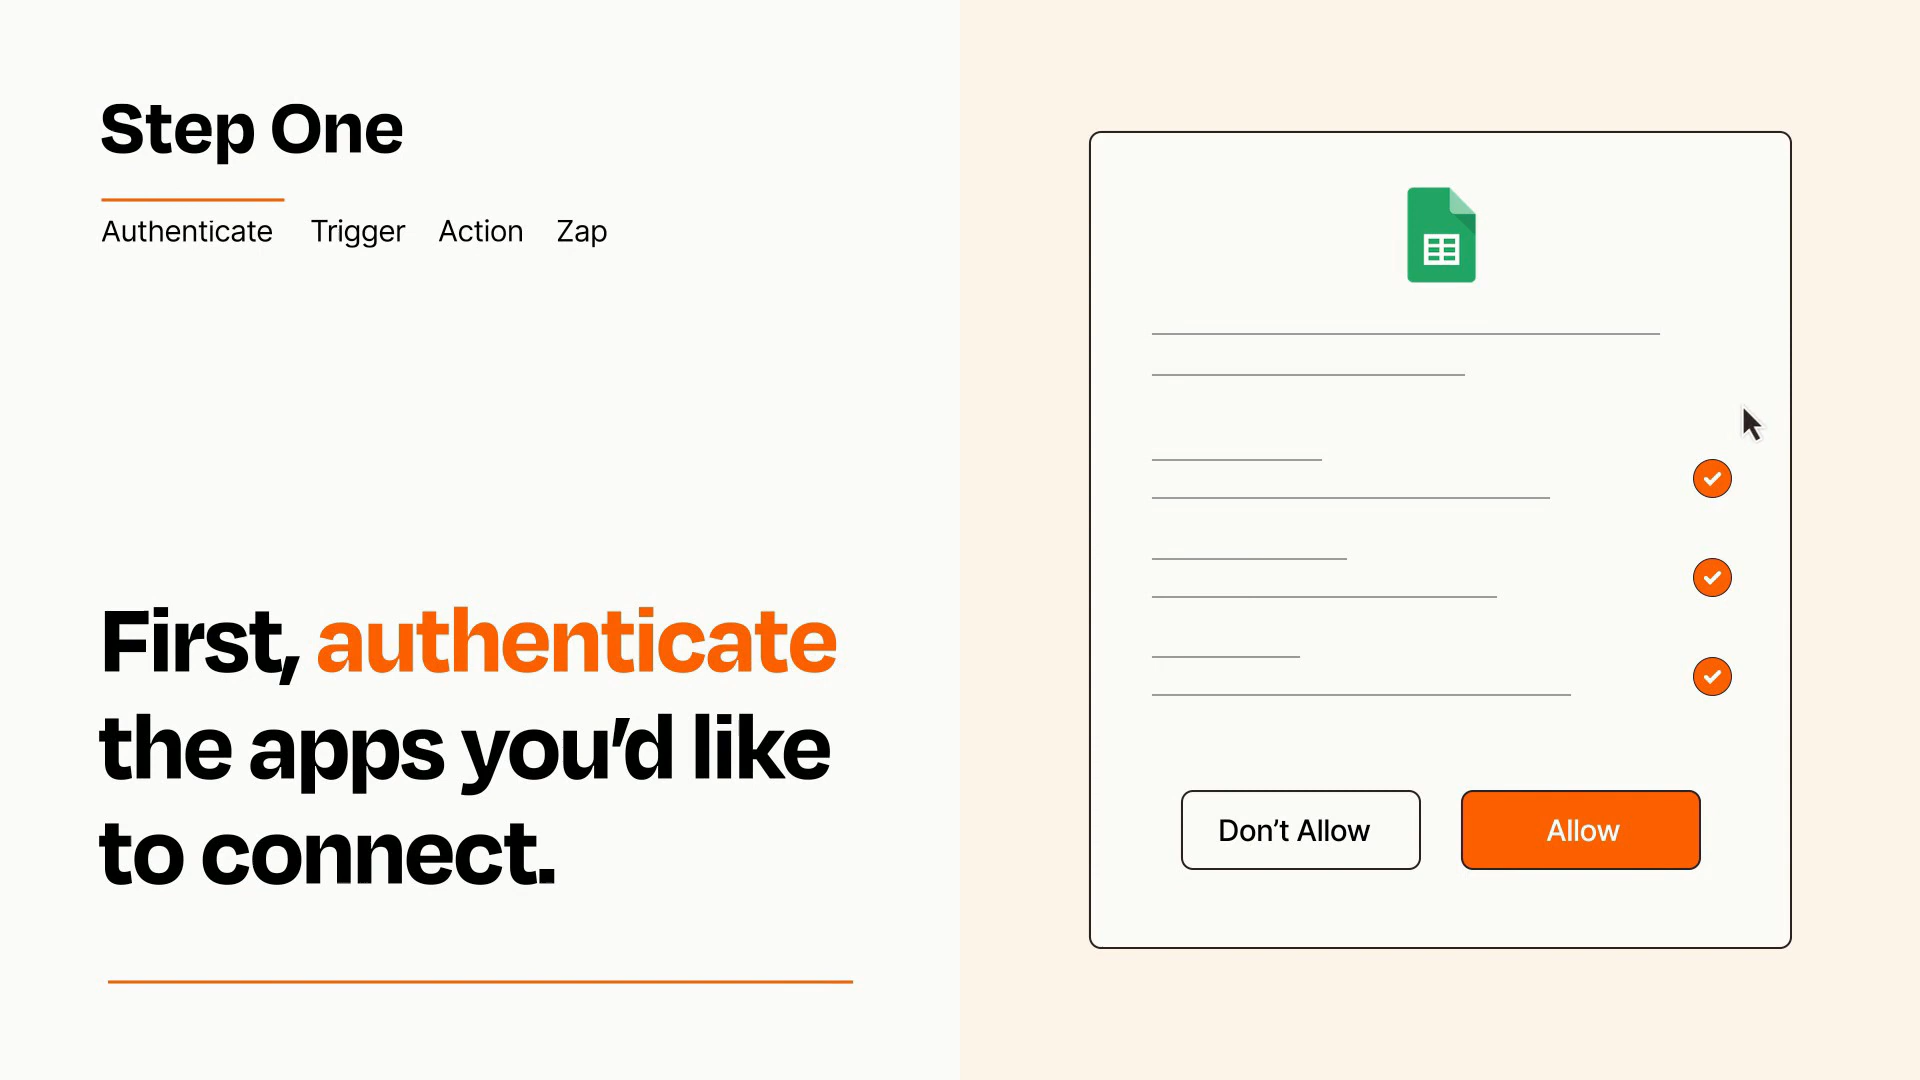 Step One
Authenticate Trigger Action Zap
First, authenticate
the apps you’d like
to connect.
Don’t Allow
Allow